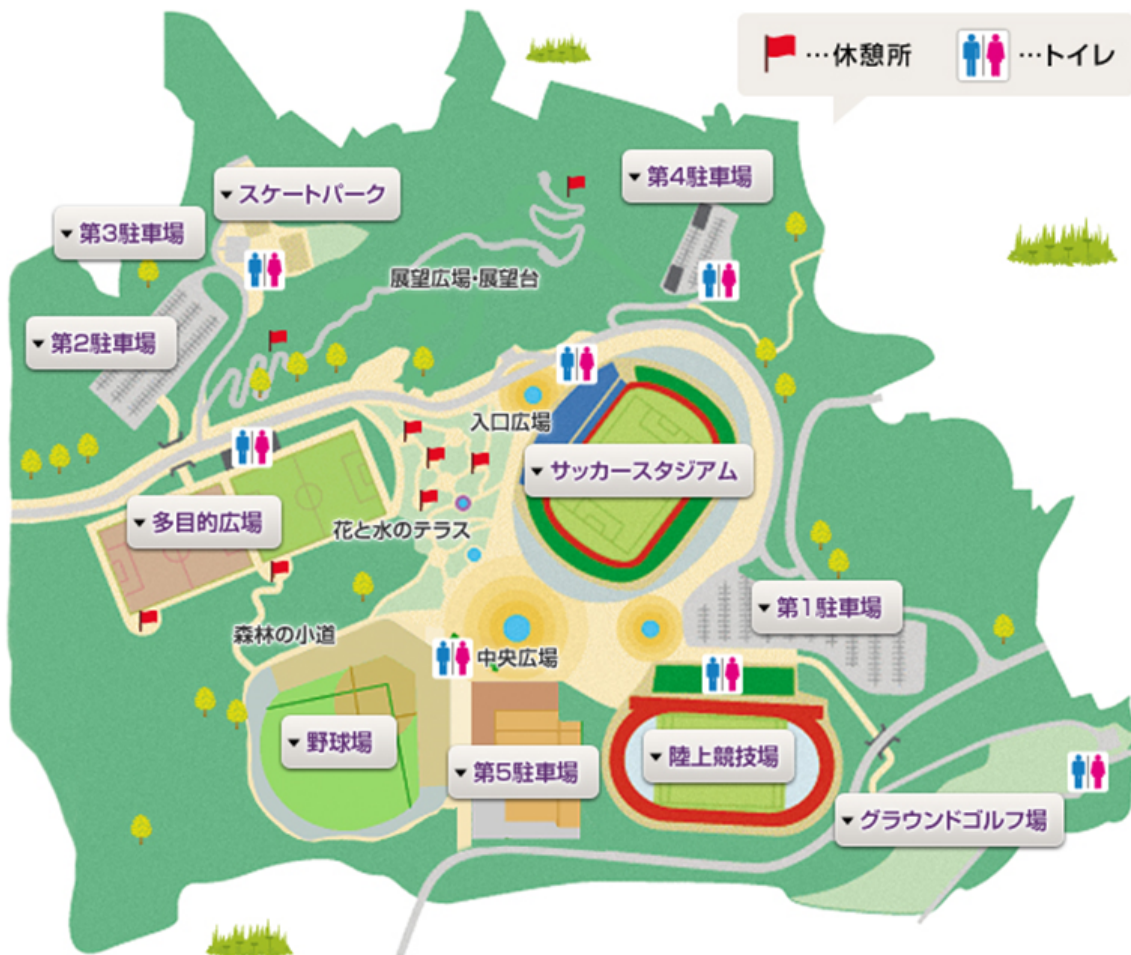 …休憩所
…トイレ
▼スケートパーク
▼第4駐車場
▼第3駐車場
展望広場・展望台
▼第2駐車場
入口広場
▼サッカースタジアム
▼多目的広場
花と水のテラス
▼第1駐車場
森林の小道
中央広場
▼野球場
▼第5駐車場
▼陸上競技場
▼グラウンドゴルフ場